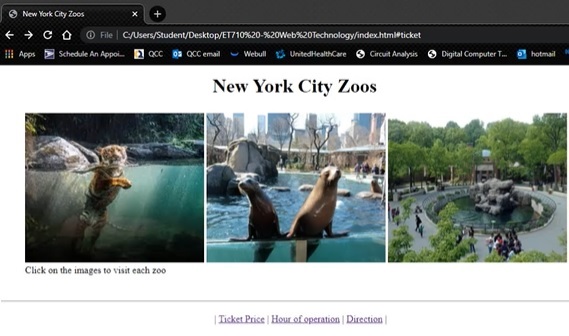 New York City Zoos
File | C:/Users/Student/Desktop/ET710%20-%20Web%20Technology/index.html#ticket
Apps Schedule An Appoi... QCC QCC email Webull UnitedHealthCare Circuit Analysis Digital Computer T... hotmail
New York City Zoos
Click on the images to visit each zoo
| Ticket Price | Hour of operation | Direction |